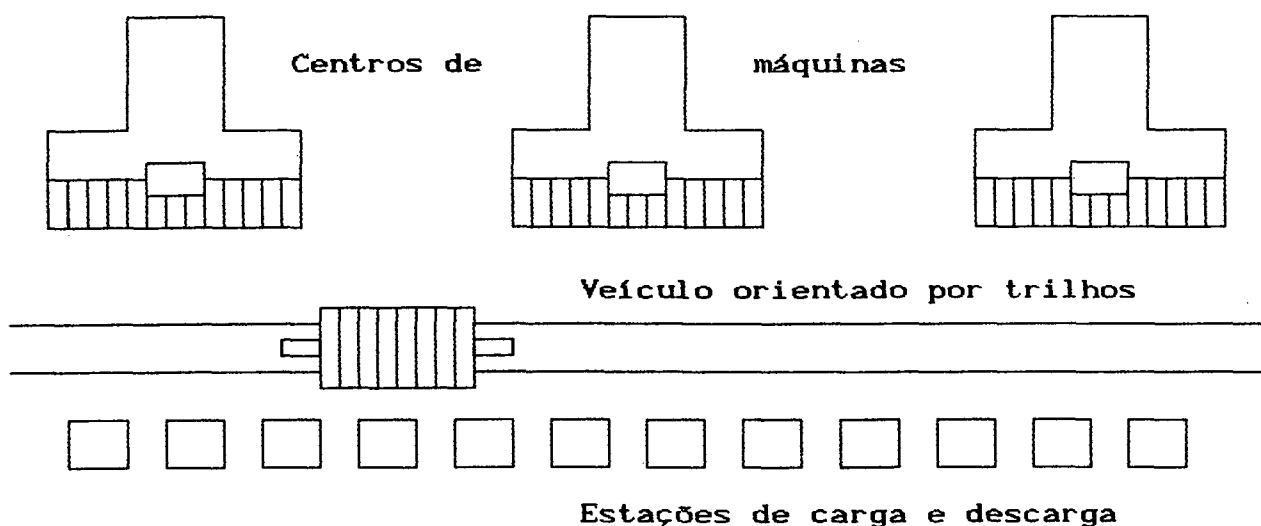 Centros de máquinas
Veículo orientado por trilhos
Estações de carga e descarga